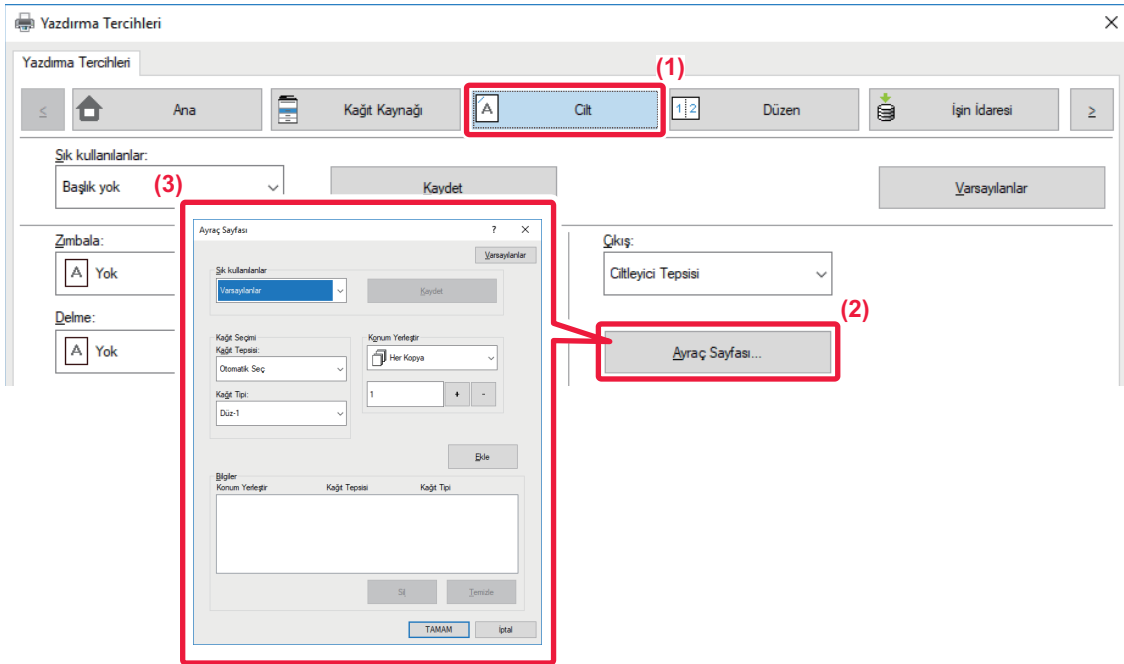 Yazdırma Tercihleri
Yazdırma Tercihleri
(1)
≤ Ana Kağıt Kaynağı A Cilt 1 2 Düzen İşin İdaresi ≥
Sık kullanılanlar:
Başlık yok Kaydet Varsayılanlar
(3)
Zımbala:
A Yok
Delme:
A Yok
Çıkış:
Ciltleyici Tepsisi
(2)
Ayraç Sayfası...
Ayraç Sayfası ?
Varsayılanlar
Sık kullanılanlar
Varsayılanlar Kaydet
Kağıt Seçimi
Kağıt Tepsisi:
Otomatik Seç
Kağıt Tipi:
Düz-1
Konum Yerleştir
Her Kopya
1 + -
Ekle
Bilgiler
Konum Yerleştir Kağıt Tepsisi Kağıt Tipi
Sil Temizle
TAMAM İptal